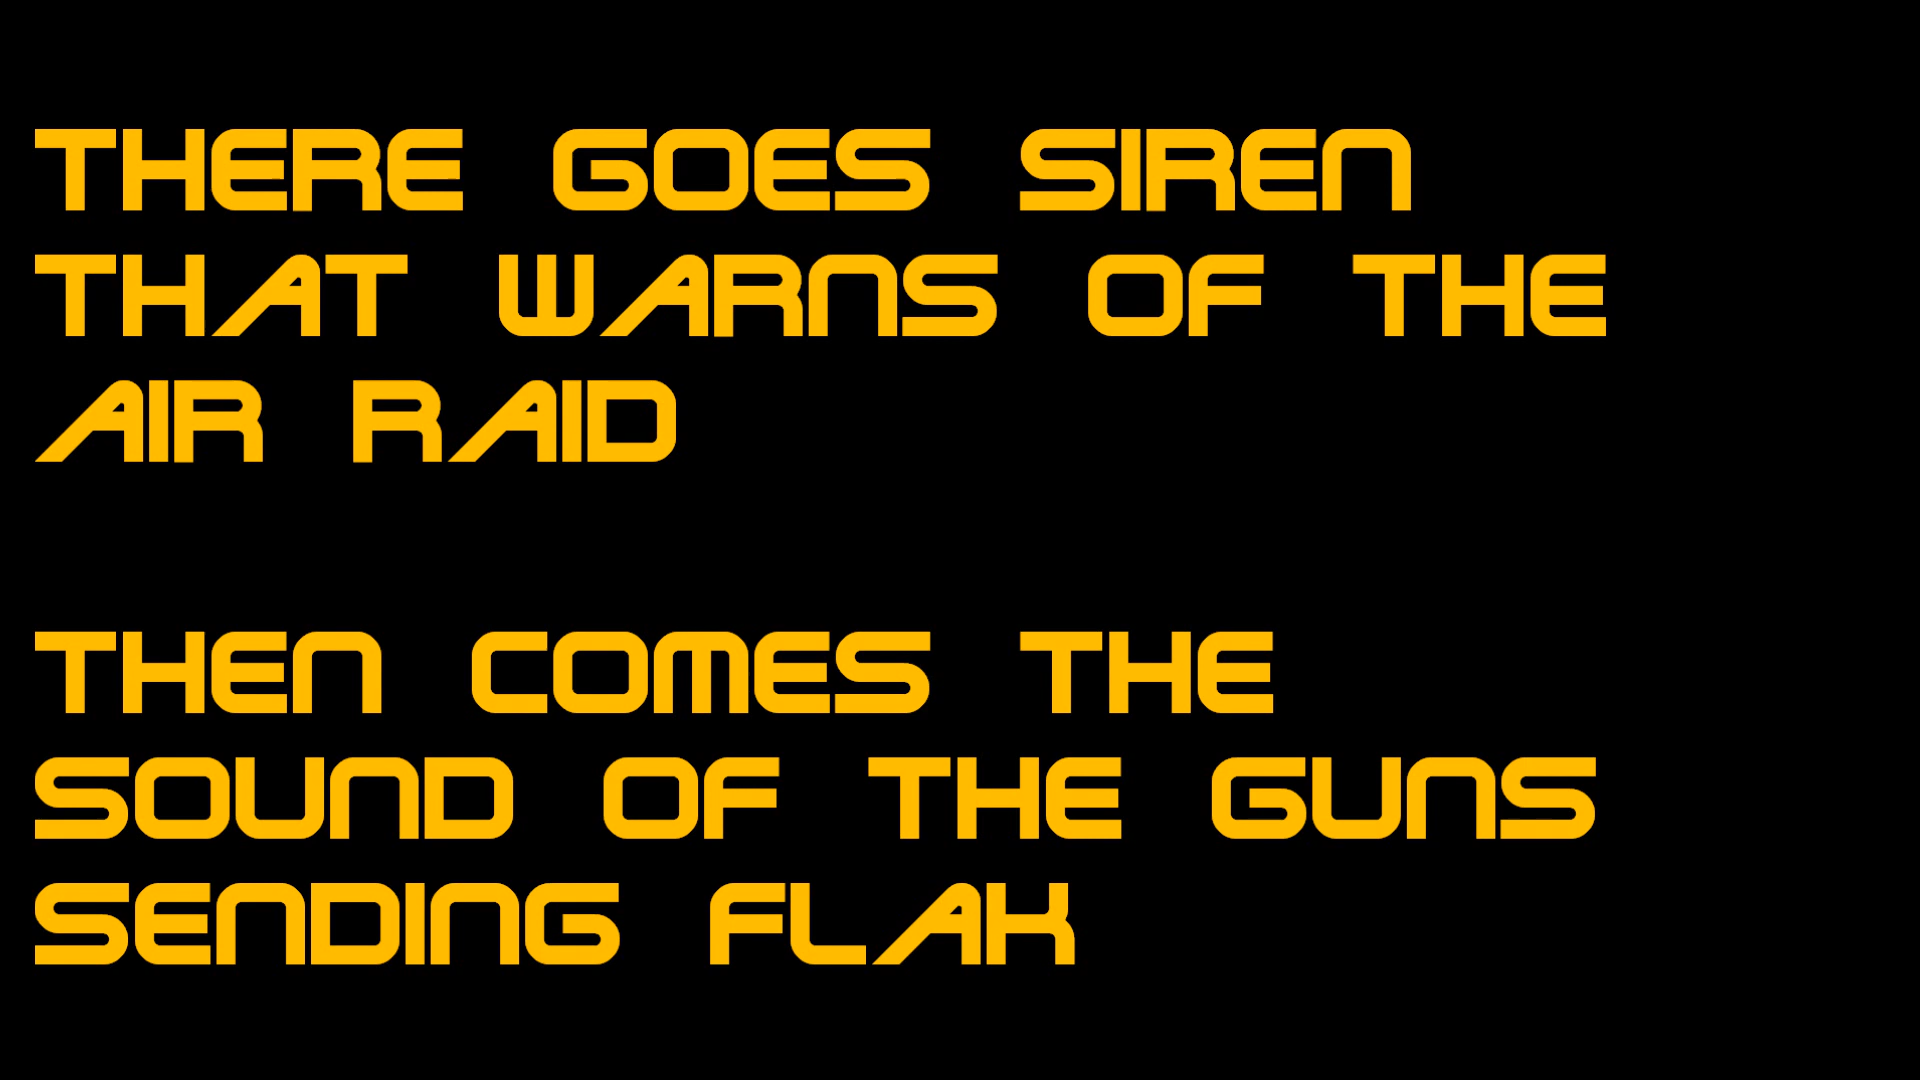 THERE GOES SIREN
THAT WARNS OF THE
AIR RAID
THEN COMES THE
SOUND OF THE GUNS
SENDING FLAK